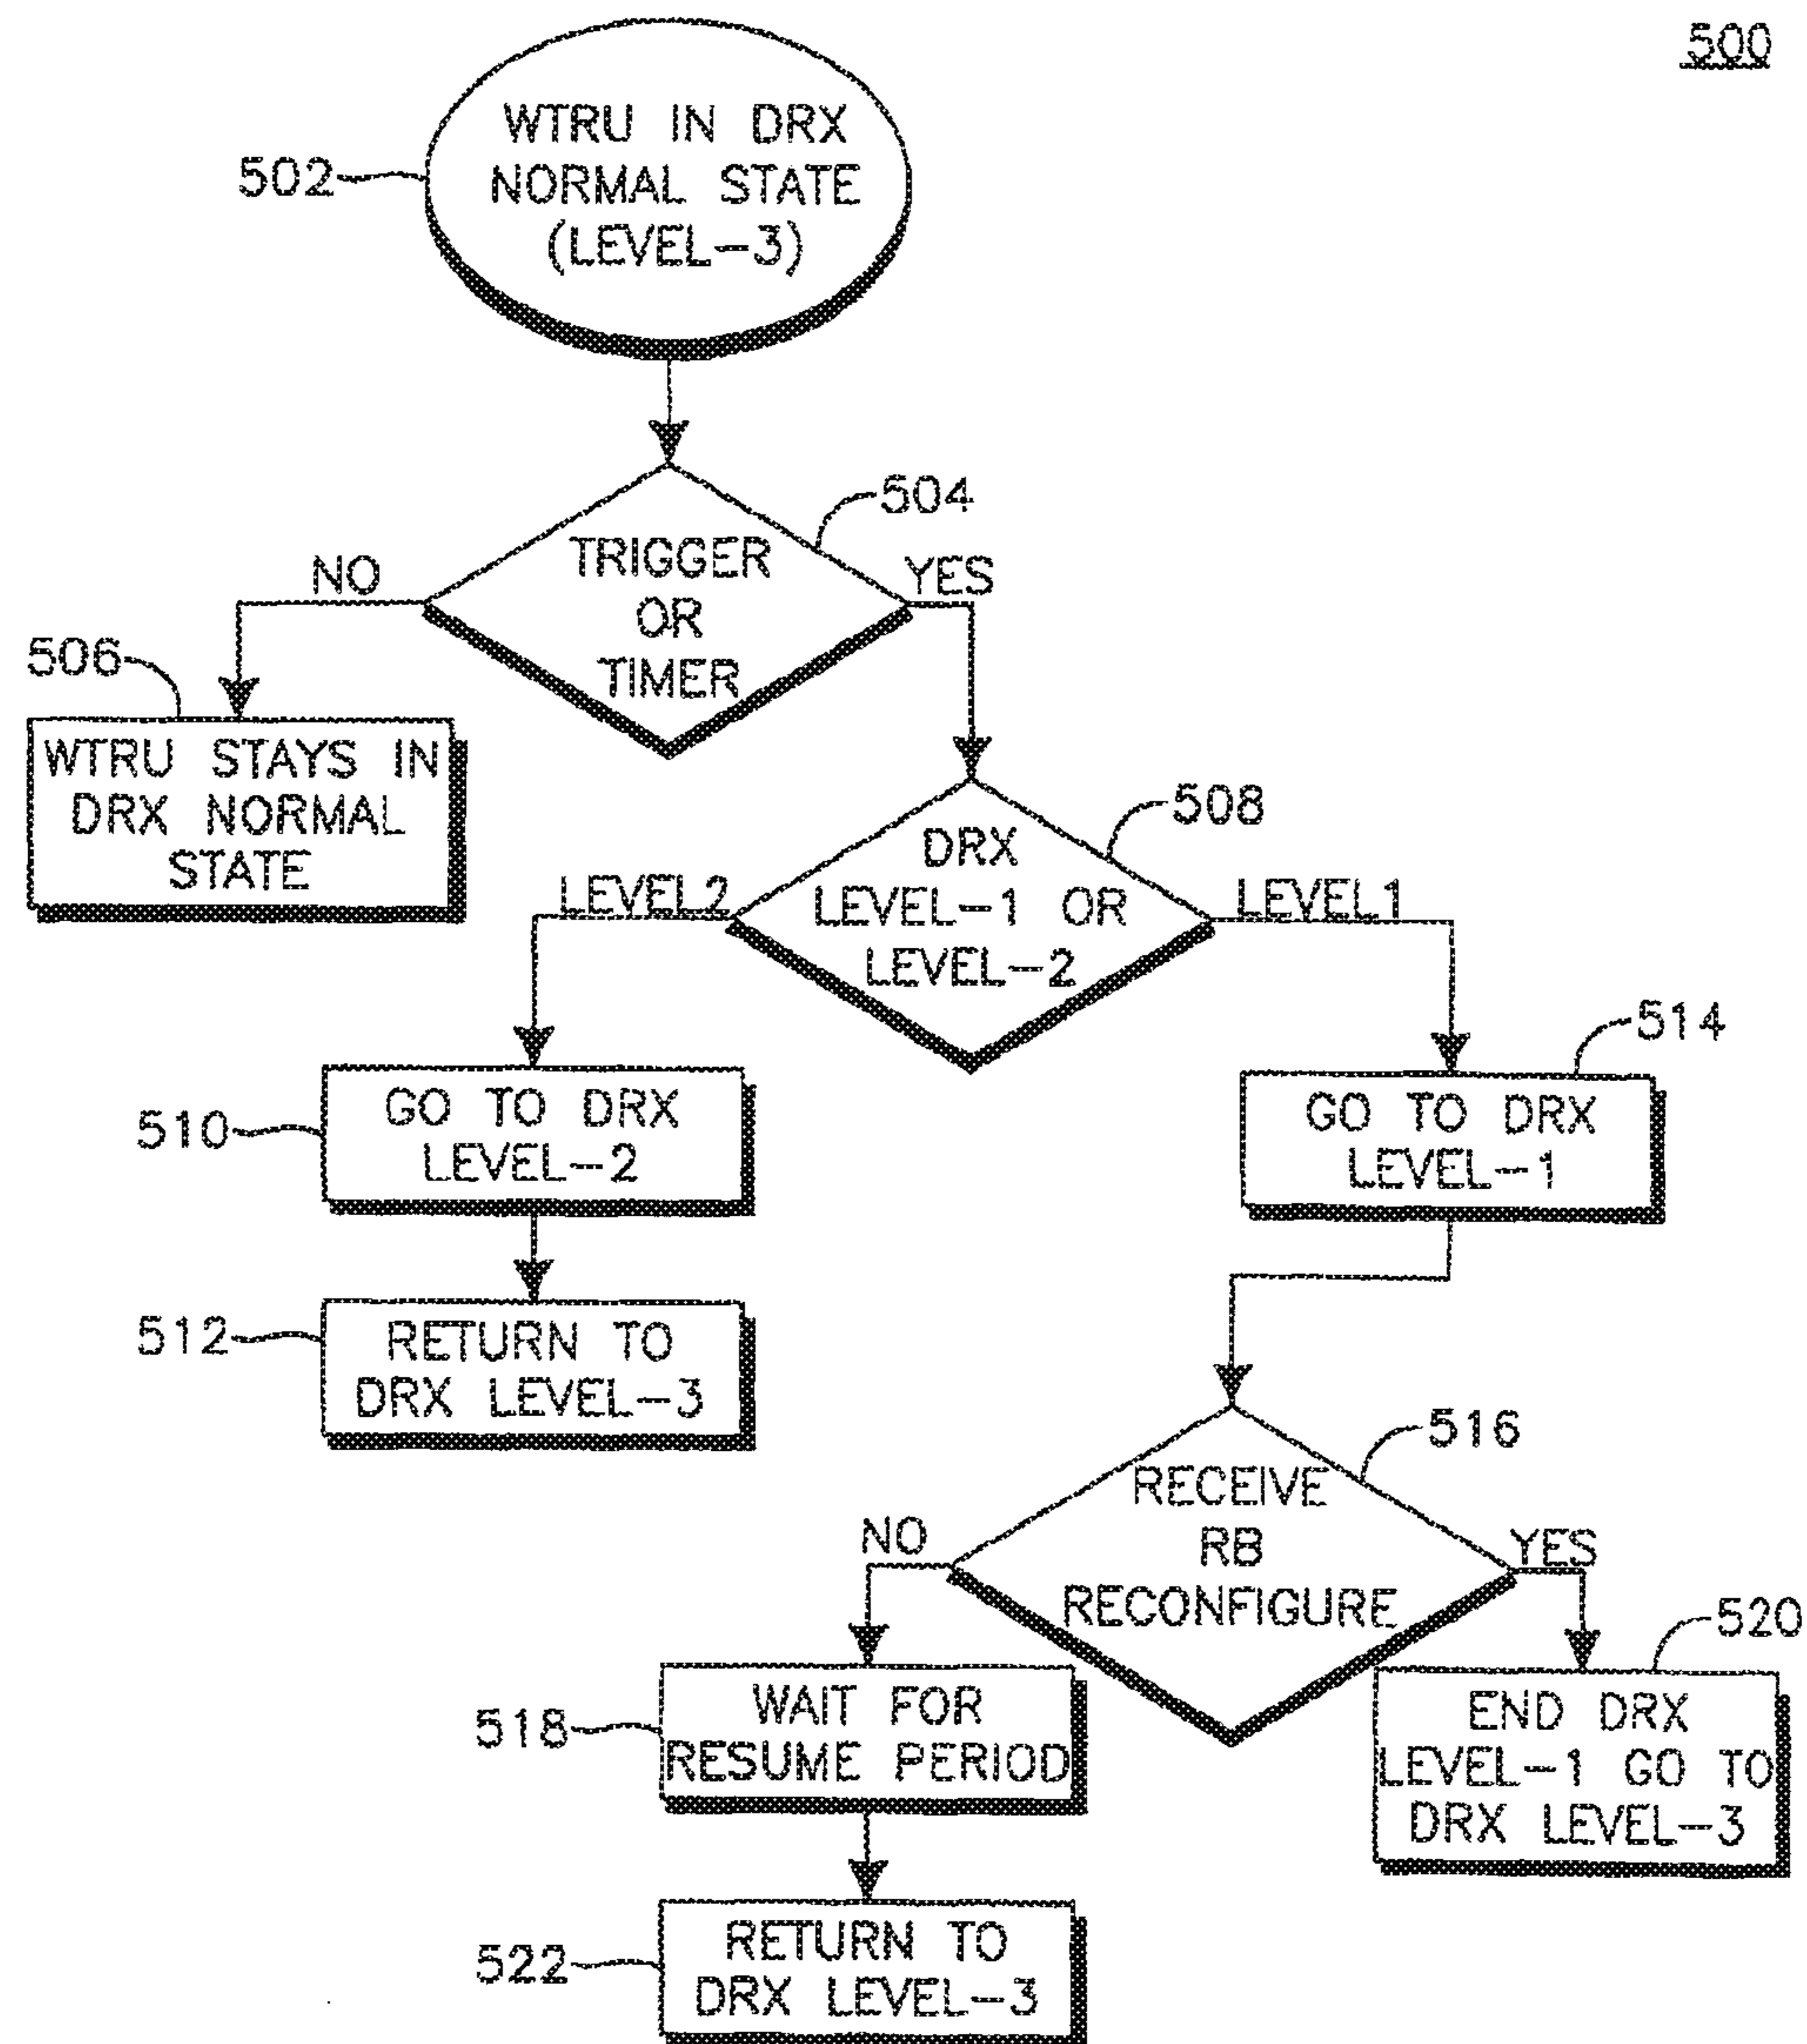 500
WTRU IN DRX
NORMAL STATE
(LEVEL-3)
502
504
TRIGGER
OR
TIMER
NO
YES
506
WTRU STAYS IN
DRX NORMAL
STATE
508
DRX
LEVEL-1 OR
LEVEL-2
LEVEL2
LEVEL1
510
GO TO DRX
LEVEL-2
514
GO TO DRX
LEVEL-1
512
RETURN TO
DRX LEVEL-3
516
RECEIVE
RB
RECONFIGURE
NO
YES
518
WAIT FOR
RESUME PERIOD
520
END DRX
LEVEL-1 GO TO
DRX LEVEL-3
522
RETURN TO
DRX LEVEL-3